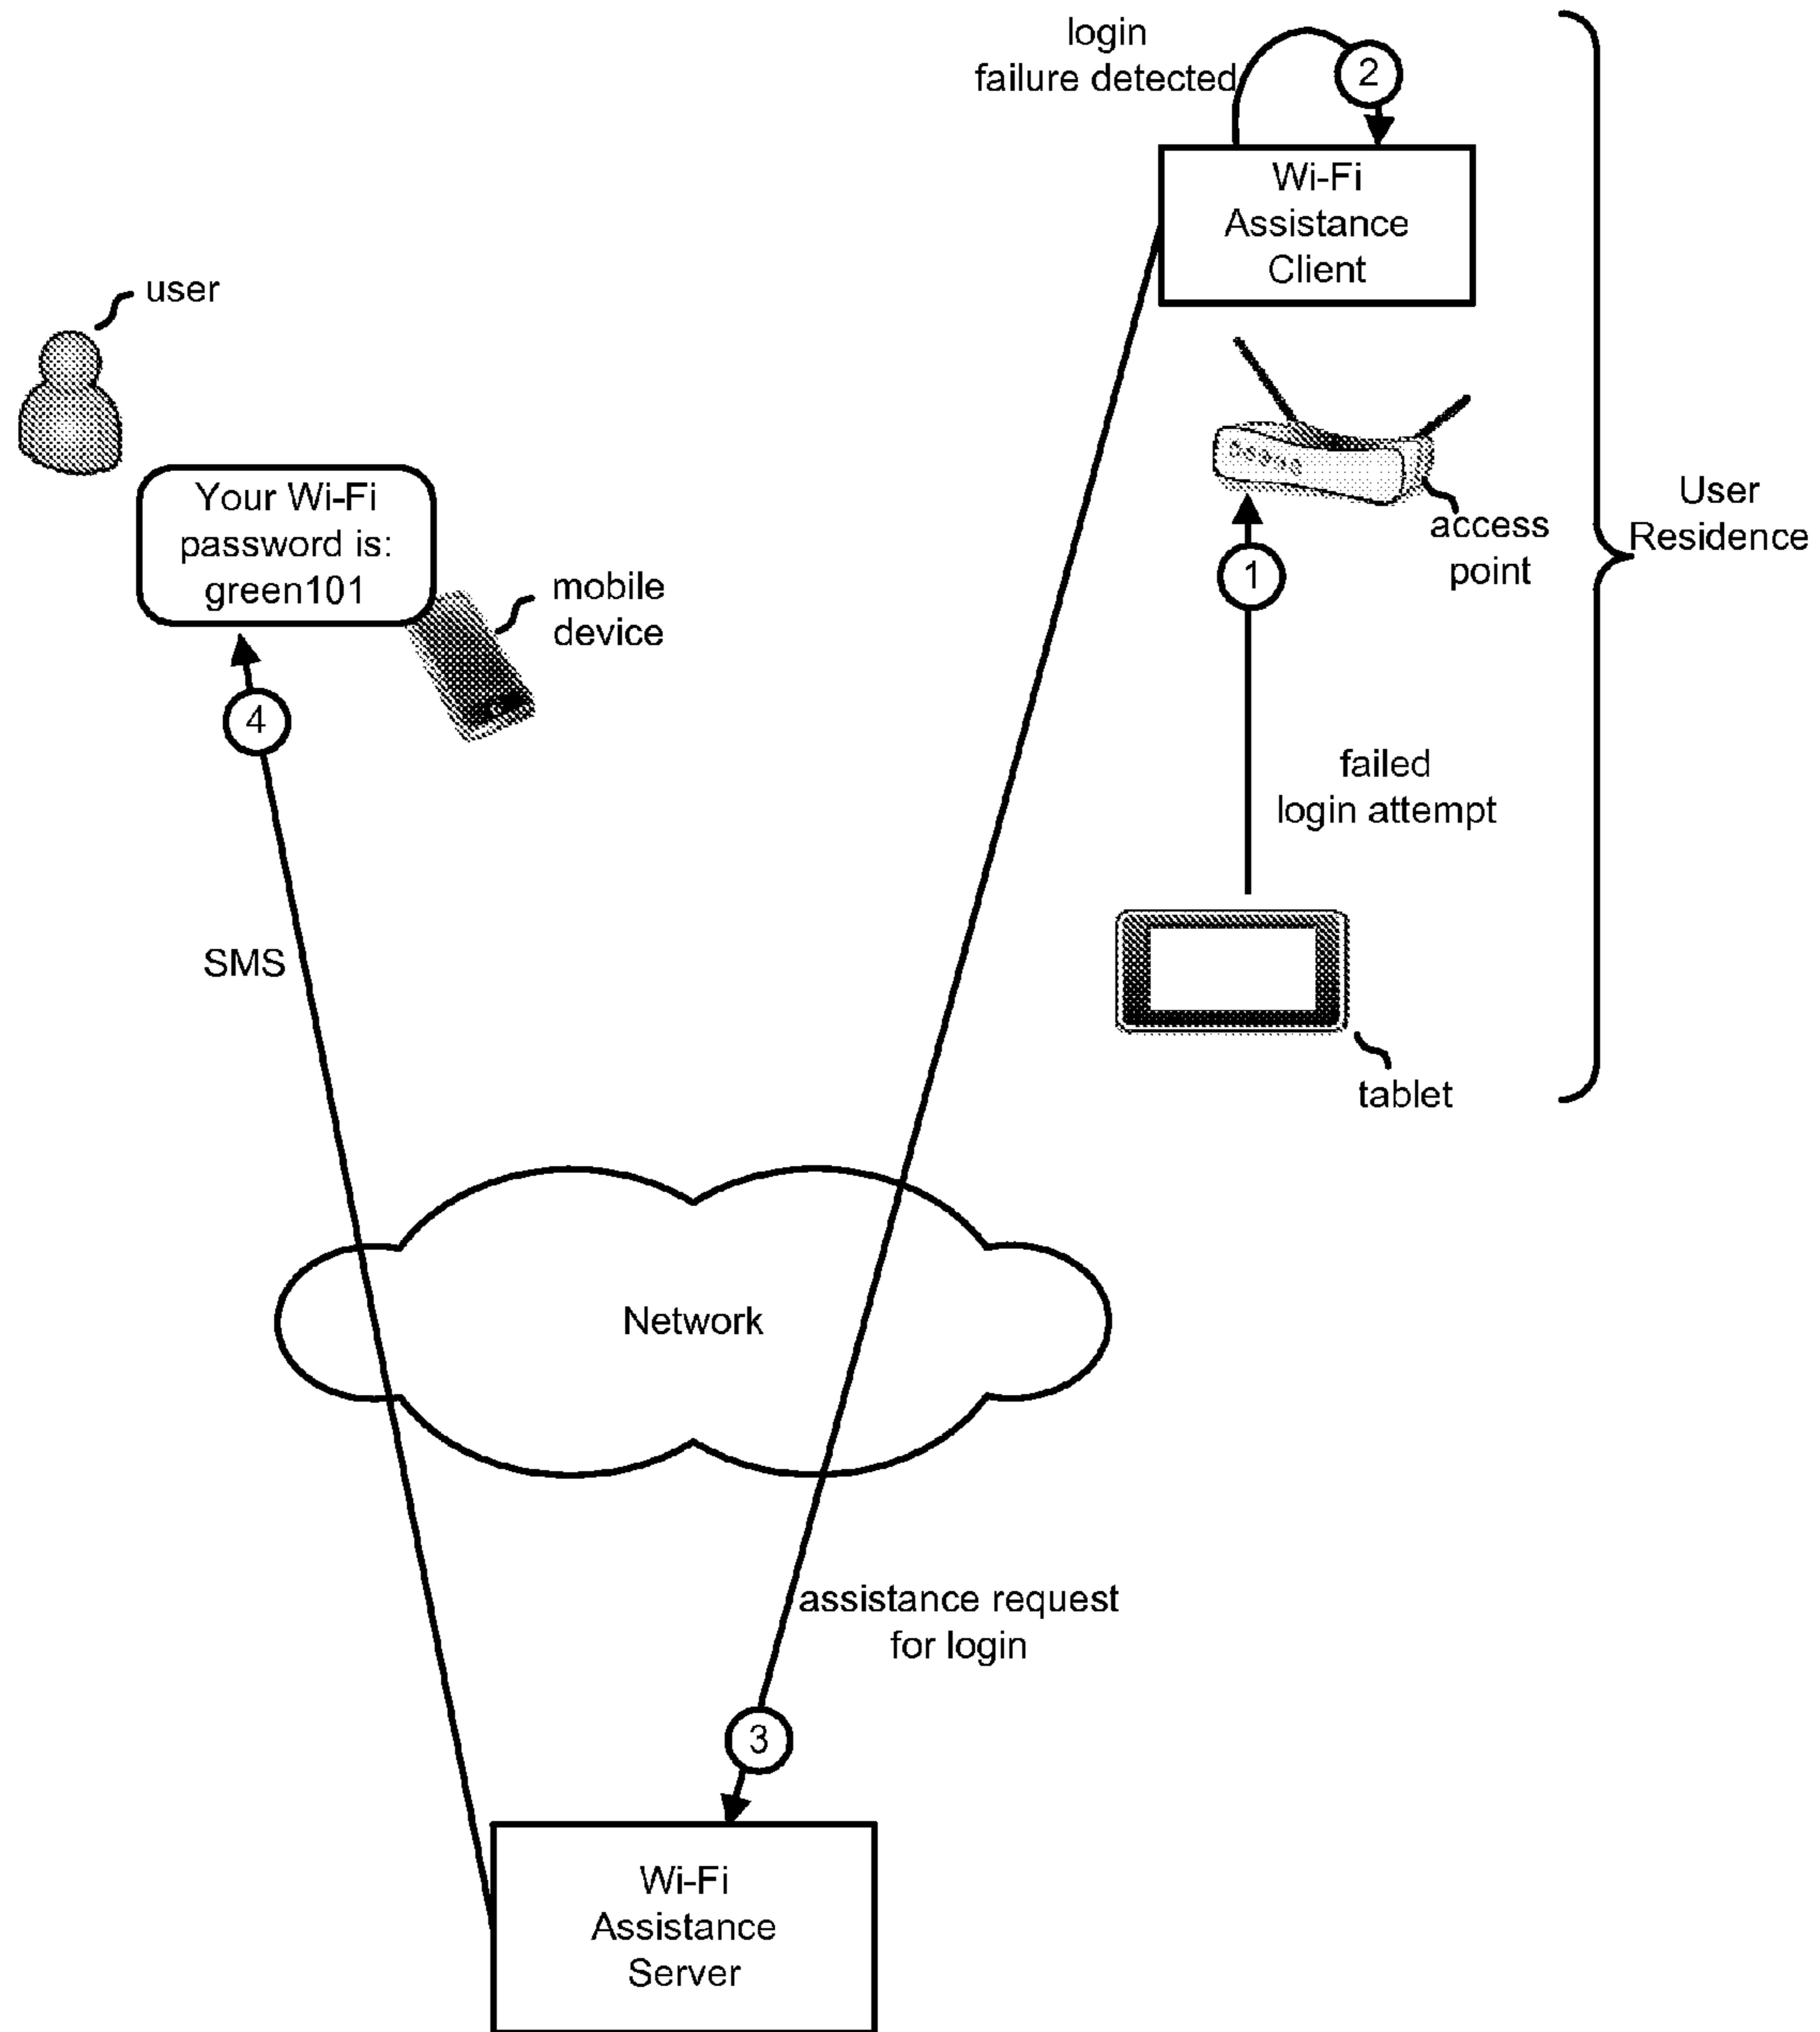 login
failure detected
2
Wi-Fi
Assistance
Client
user
Your Wi-Fi
password is:
green101
mobile
device
access
point
User
Residence
1
4
failed
login attempt
SMS
tablet
Network
assistance request
for login
3
Wi-Fi
Assistance
Server